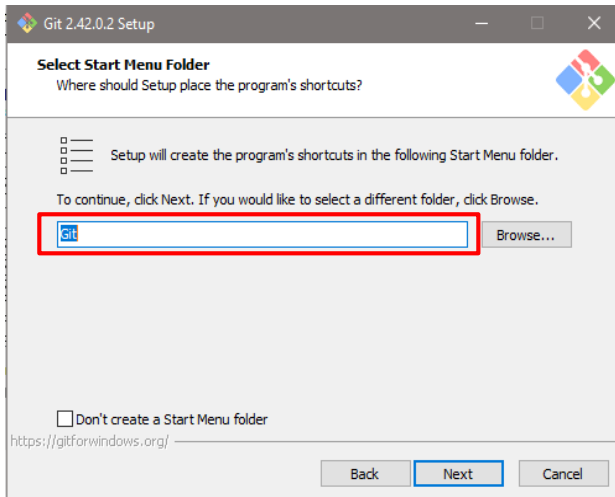 Git 2.42.0.2 Setup
Select Start Menu Folder
Where should Setup place the program's shortcuts?
Setup will create the program's shortcuts in the following Start Menu folder.
To continue, click Next. If you would like to select a different folder, click Browse.
Git
Browse...
Don't create a Start Menu folder
https://gitforwindows.org/
Back
Next
Cancel